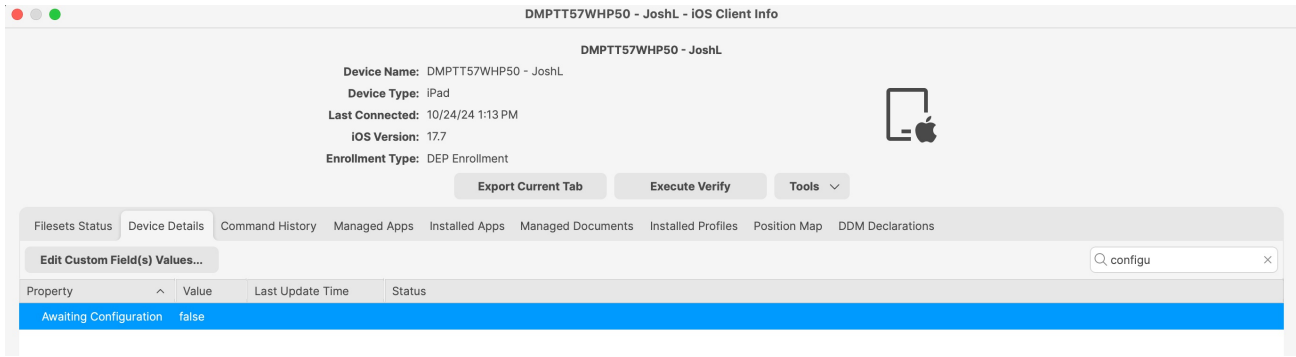 DMPTT57WHP50 - JoshL - iOS Client Info
DMPTT57WHP50 - JoshL
Device Name: DMPTT57WHP50 - JoshL
Device Type: iPad
Last Connected: 10/24/24 1:13 PM
iOS Version: 17.7
Enrollment Type: DEP Enrollment
Export Current Tab Execute Verify Tools
Filesets Status Device Details Command History Managed Apps Installed Apps Managed Documents Installed Profiles Position Map DDM Declarations
Edit Custom Field(s) Values... configu
Property Value Last Update Time Status
Awaiting Configuration false